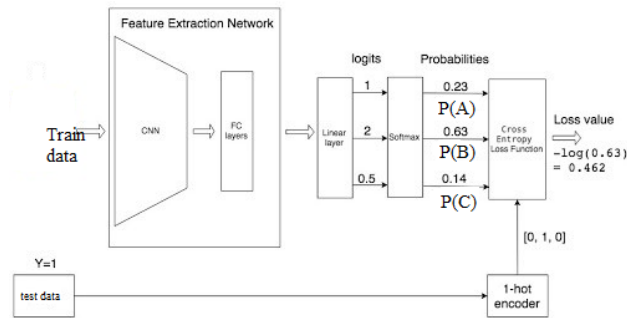 Feature Extraction Network
Train
data
CNN
FC
layers
Linear
layer
logits
1
2
0.5
Softmax
Probabilities
0.23
P(A)
0.63
P(B)
0.14
P(C)
Cross
Entropy
Loss Function
Loss value
-log(0.63)
= 0.462
[0, 1, 0]
Y=1
test data
1-hot
encoder